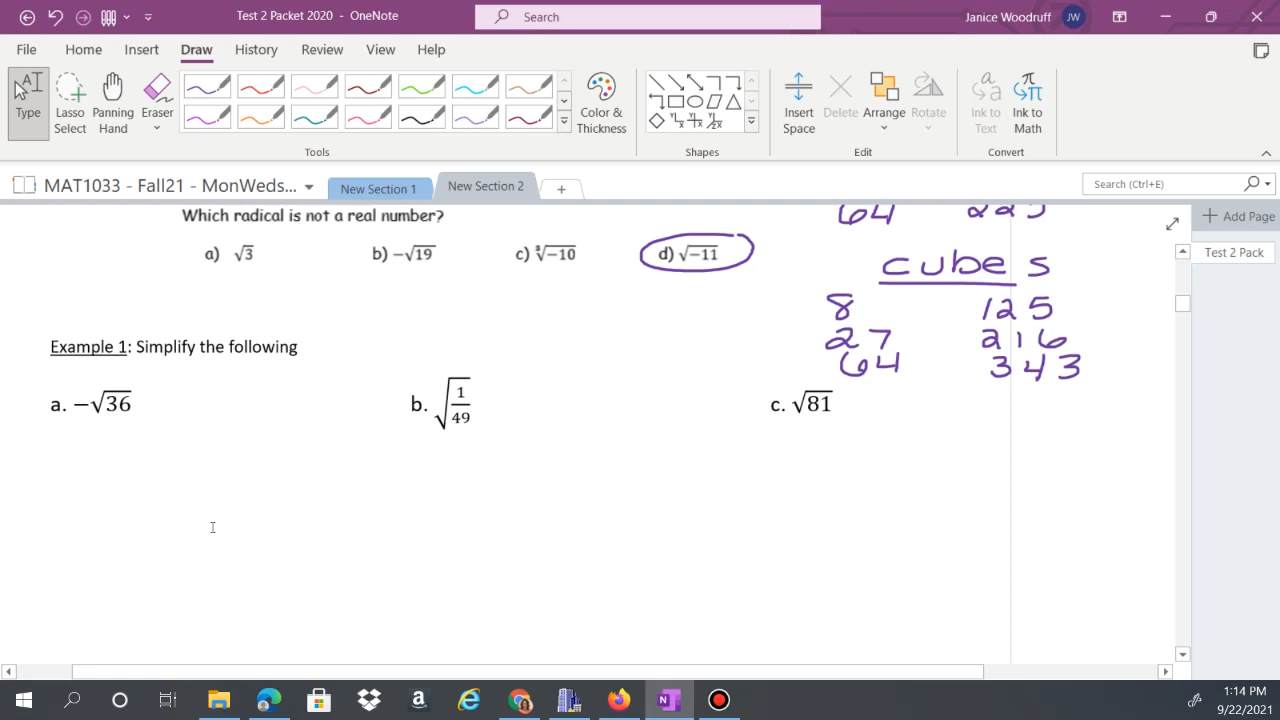 Test 2 Packet 2020 - OneNote
Search
Janice Woodruff
JW
File Home Insert Draw History Review View Help
Type
Lasso Select
Panning Hand
Eraser
Color & Thickness
Insert Space
Delete
Arrange
Rotate
Ink to Text
Ink to Math
Tools
Shapes
Edit
Convert
MAT1033 - Fall21 - MonWeds...
New Section 1
New Section 2
Search (Ctrl+E)
Add Page
Test 2 Pack
Which radical is not a real number?
64 225
a) √3 b) −√19 c) ∛−10 d) √−11
cubes
8 125
27 216
64 343
Example 1: Simplify the following
a. −√36 b. √(1/49) c. √81
1:14 PM
9/22/2021